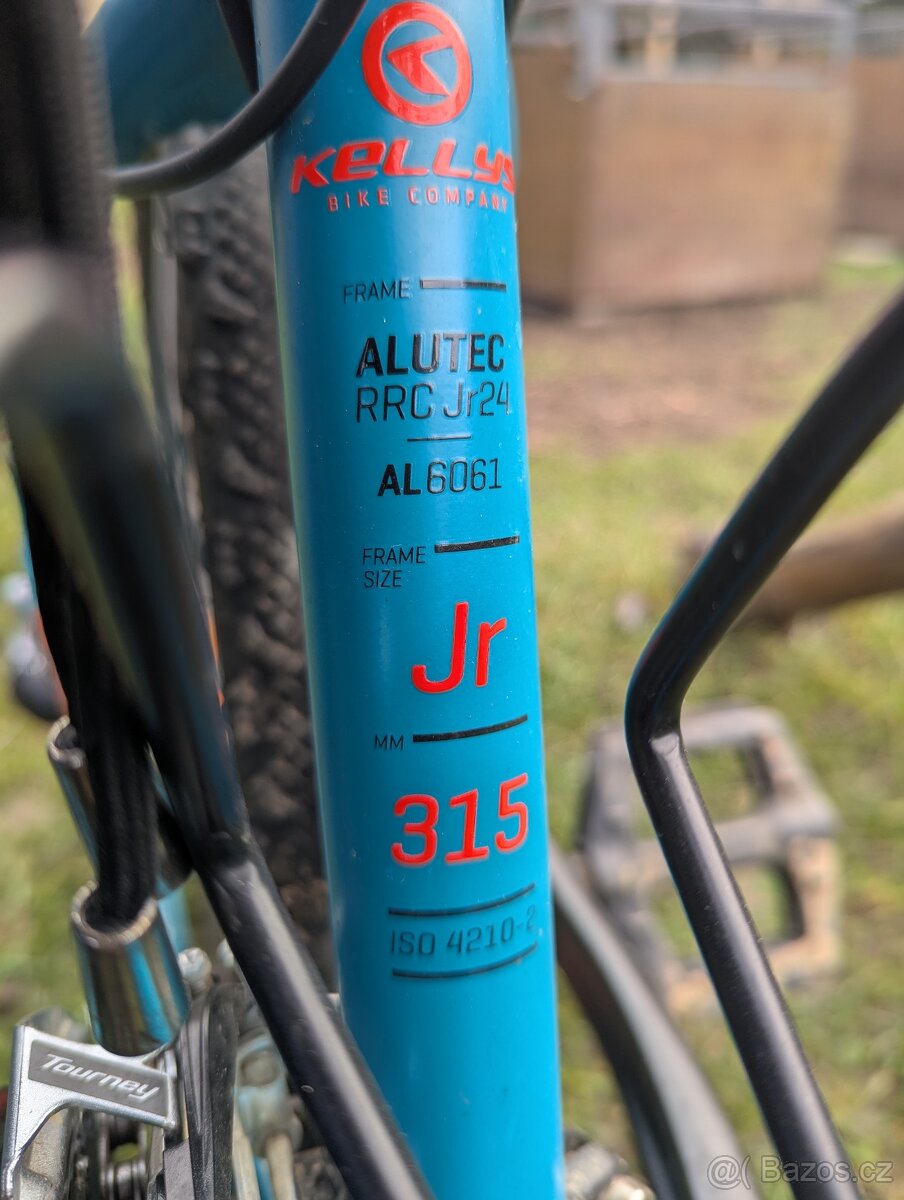 KELLYS
BIKE COMPANY
FRAME
ALUTEC
RRC Jr24
AL6061
FRAME
SIZE
Jr
MM
315
ISO 4210-2
Tourney
@( Bazos.cz